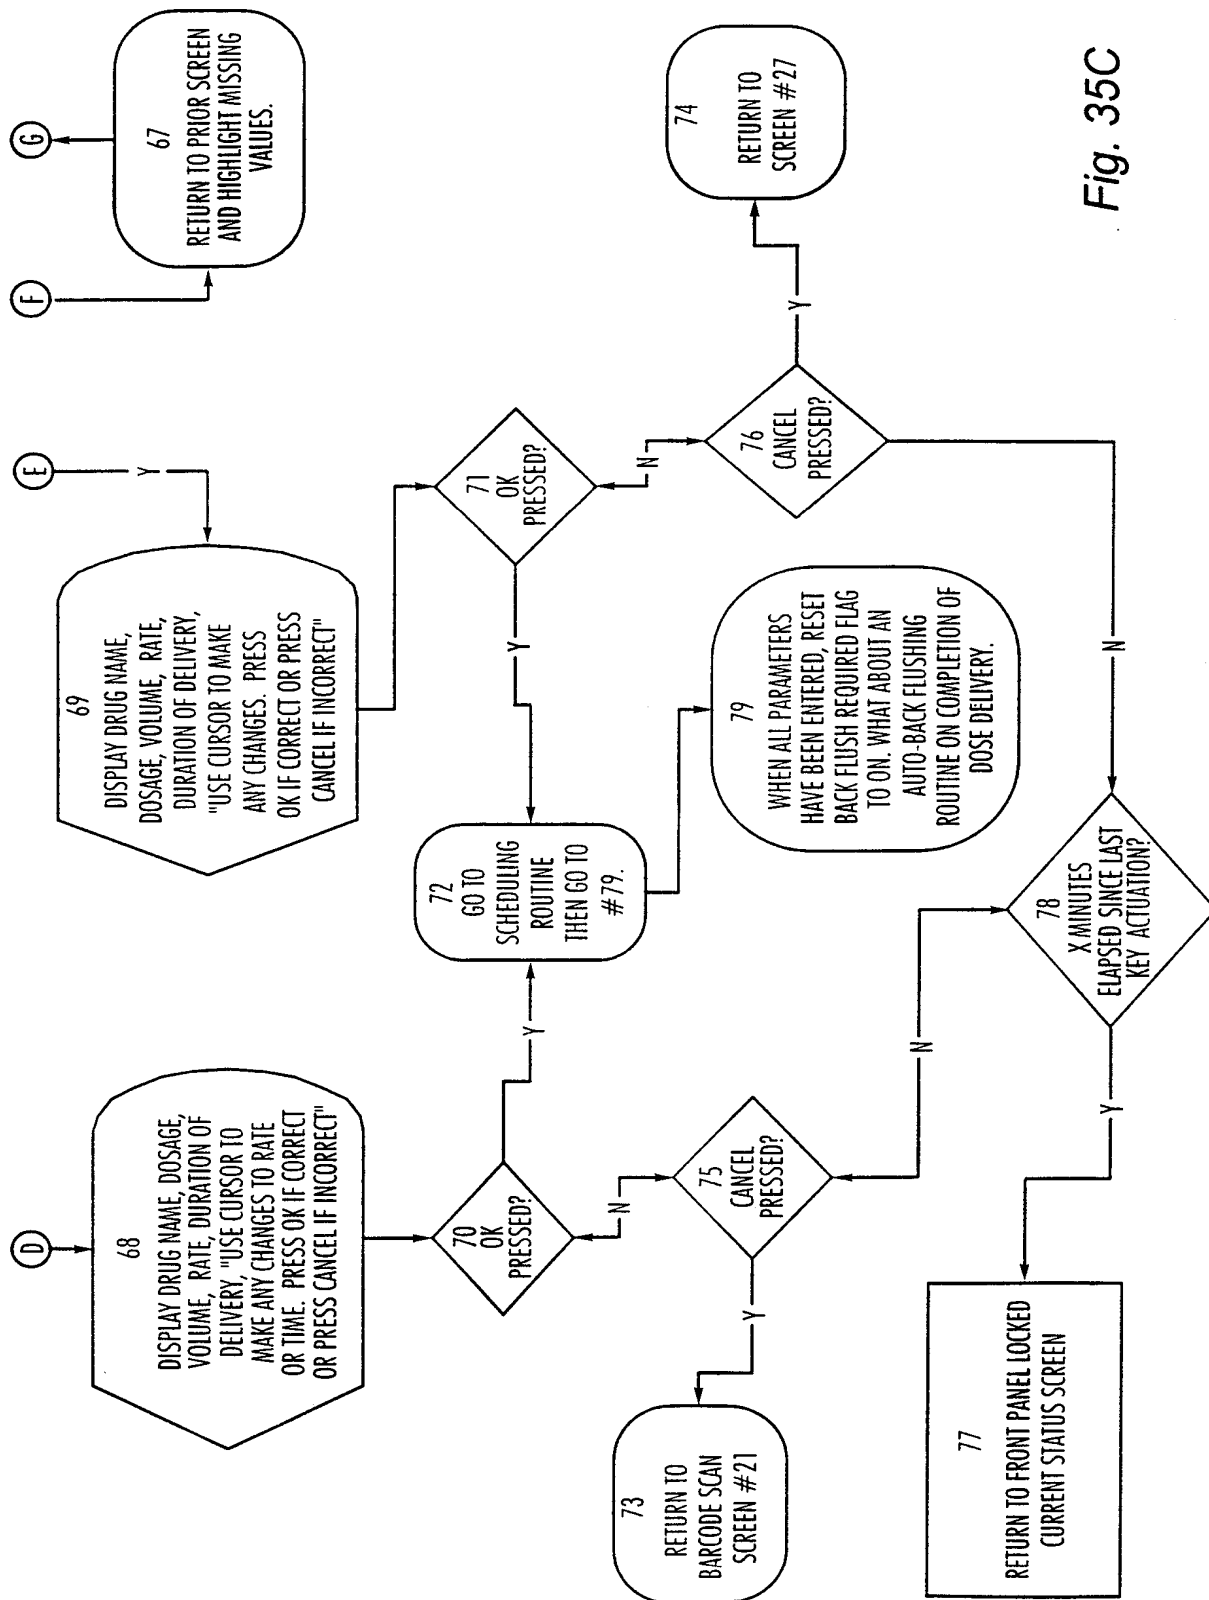 D
68
DISPLAY DRUG NAME, DOSAGE,
VOLUME, RATE, DURATION OF
DELIVERY, "USE CURSOR TO
MAKE ANY CHANGES TO RATE
OR TIME. PRESS OK IF CORRECT
OR PRESS CANCEL IF INCORRECT"
E
Y
69
DISPLAY DRUG NAME,
DOSAGE, VOLUME, RATE,
DURATION OF DELIVERY,
"USE CURSOR TO MAKE
ANY CHANGES. PRESS
OK IF CORRECT OR PRESS
CANCEL IF INCORRECT"
F
G
67
RETURN TO PRIOR SCREEN
AND HIGHLIGHT MISSING
VALUES.
70
OK
PRESSED?
Y
N
72
GO TO
SCHEDULING
ROUTINE
THEN GO TO
#79.
71
OK
PRESSED?
Y
N
73
RETURN TO
BARCODE SCAN
SCREEN #21
Y
75
CANCEL
PRESSED?
N
76
CANCEL
PRESSED?
Y
N
74
RETURN TO
SCREEN #27
79
WHEN ALL PARAMETERS
HAVE BEEN ENTERED, RESET
BACK FLUSH REQUIRED FLAG
TO ON. WHAT ABOUT AN
AUTO-BACK FLUSHING
ROUTINE ON COMPLETION OF
DOSE DELIVERY.
77
RETURN TO FRONT PANEL LOCKED
CURRENT STATUS SCREEN
Y
78
X MINUTES
ELAPSED SINCE LAST
KEY ACTUATION?
Fig. 35C